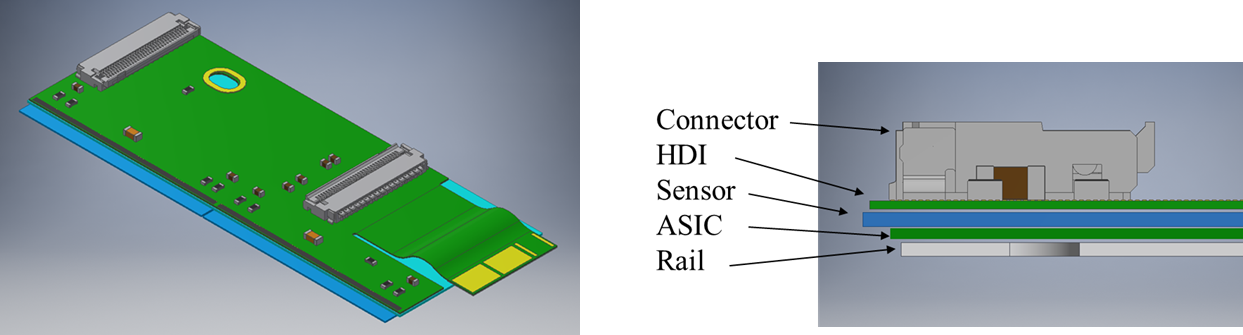 Connector
HDI
Sensor
ASIC
Rail